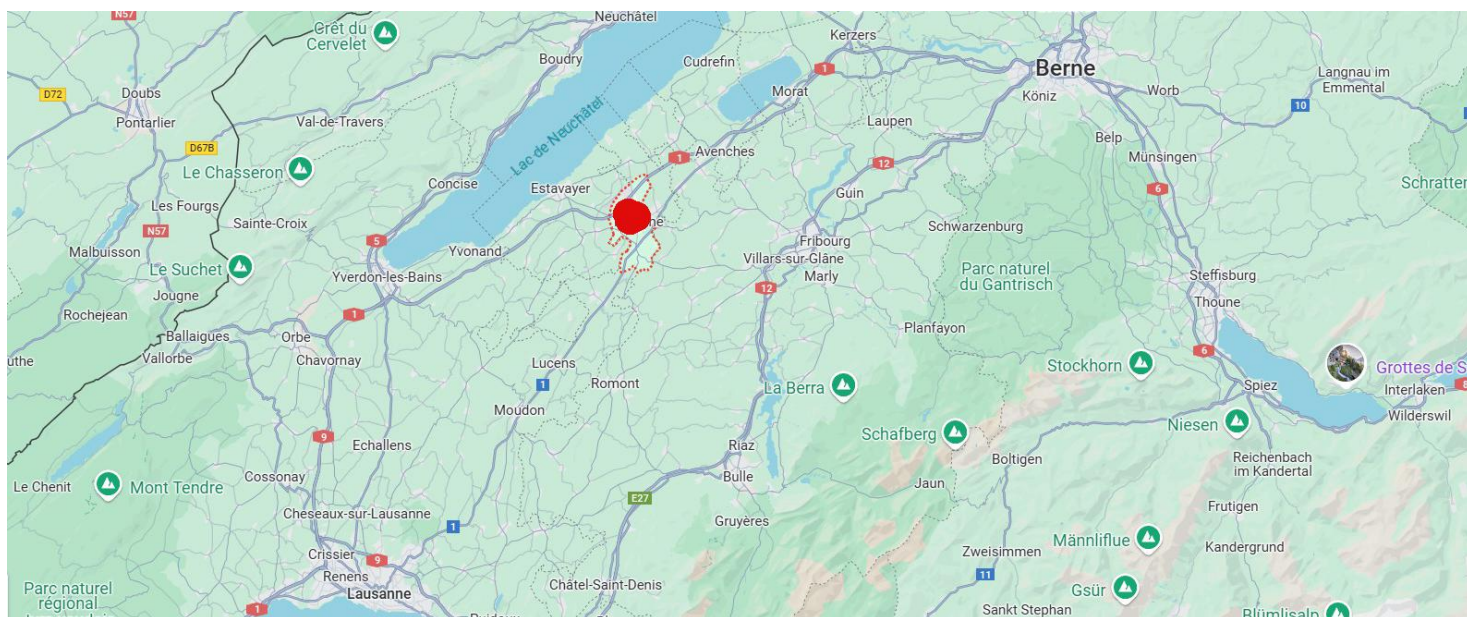 N57
Crêt du
Cervelet
Neuchâtel
Kerzers
Boudry
Cudrefin
1
Berne
D72
Doubs
Morat
Köniz
Worb
Langnau im
Emmental
10
Pontarlier
Val-de-Travers
Lac de Neuchâtel
Laupen
Belp
D67B
1
Avenches
12
Münsingen
Le Chasseron
Concise
Estavayer
Guin
6
Les Fourgs
Sainte-Croix
Schwarzenburg
N57
5
Yvonand
Fribourg
Malbuisson
Villars-sur-Glâne
Le Suchet
Yverdon-les-Bains
Marly
Parc naturel
du Gantrisch
Steffisburg
Jougne
12
Thoune
Rochejean
1
Ballaigues
Orbe
Planfayon
Vallorbe
Chavornay
Lucens
6
Stockhorn
Grottes de S
1
Romont
La Berra
Spiez
Interlaken
8
Moudon
Wilderswil
9
Echallens
Schafberg
Niesen
Riaz
Boltigen
Reichenbach
im Kandertal
Le Chenit
Mont Tendre
Cossonay
Bulle
Jaun
E27
Frutigen
Cheseaux-sur-Lausanne
1
Gruyères
Männliflue
Crissier
9
Zweisimmen
Kandergrund
Renens
11
Parc naturel
régional
Lausanne
Châtel-Saint-Denis
Gsür
1
Sankt Stephan
Blümlisalp